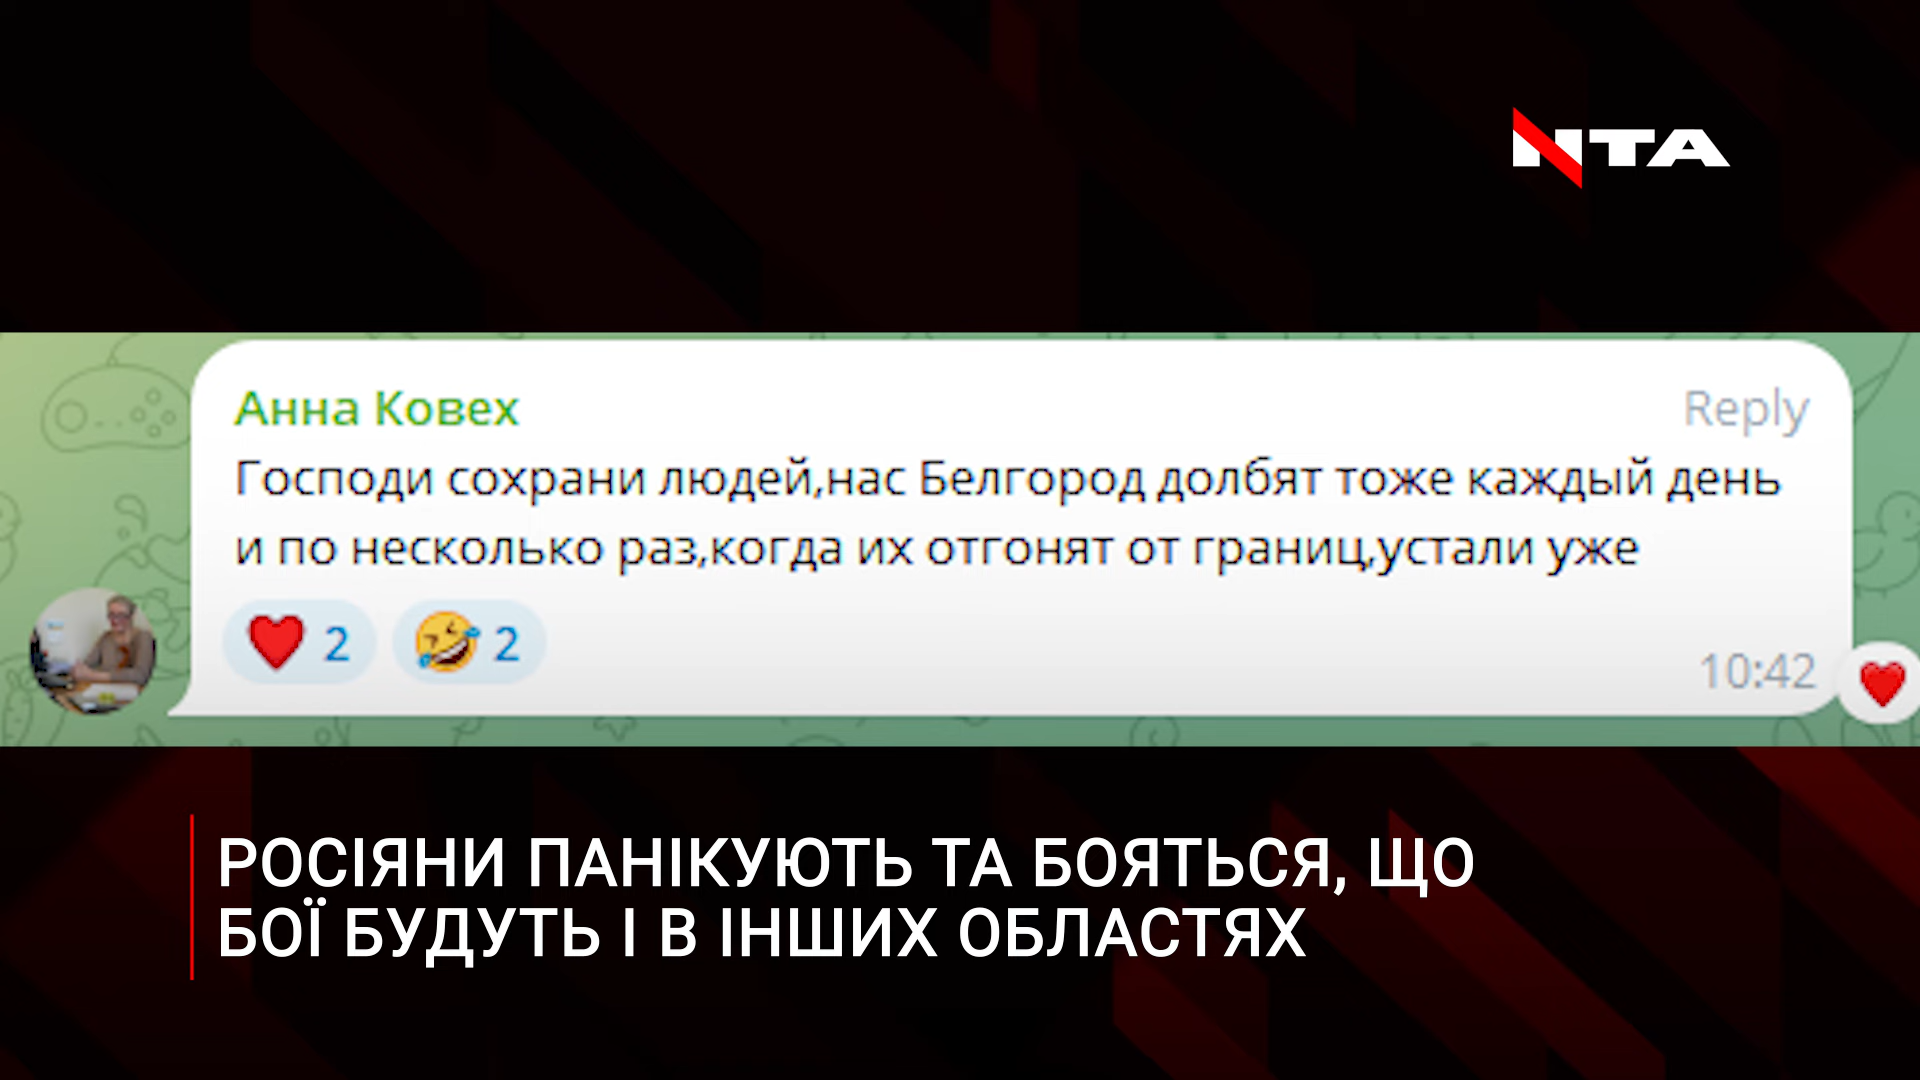 NTA
Анна Ковех
Reply
Господи сохрани людей,нас Белгород долбят тоже каждый день
и по несколько раз,когда их отгонят от границ,устали уже
2
2
10:42
РОСІЯНИ ПАНІКУЮТЬ ТА БОЯТЬСЯ, ЩО
БОЇ БУДУТЬ І В ІНШИХ ОБЛАСТЯХ